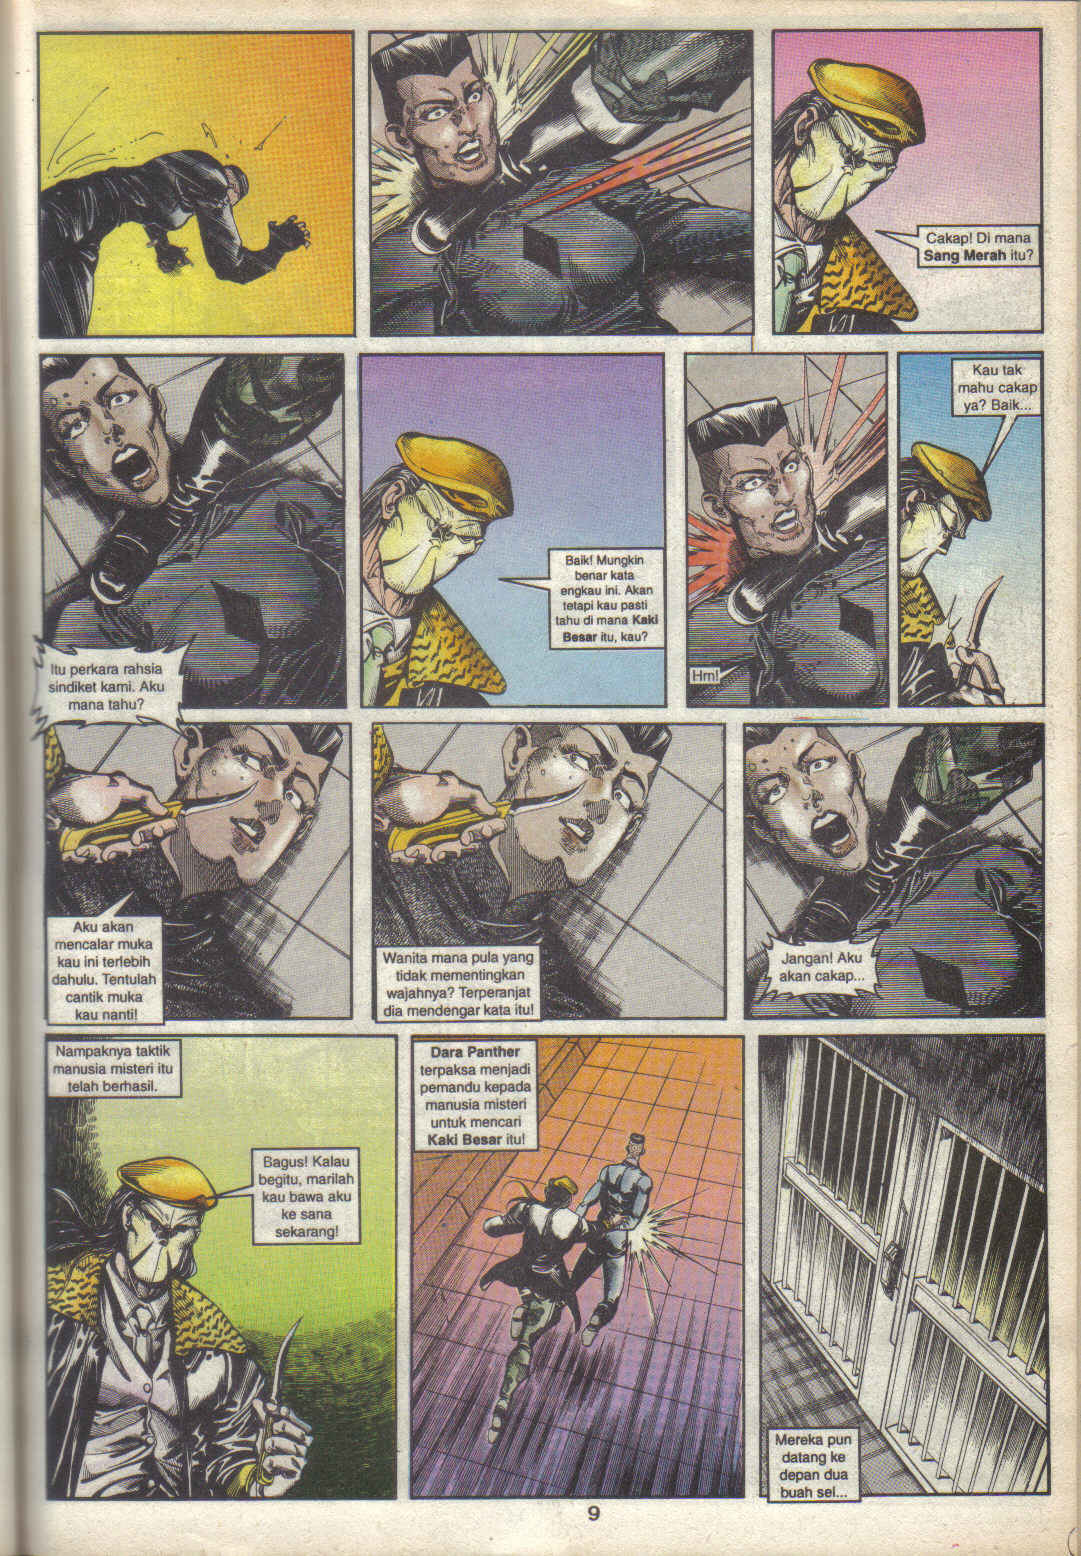 Cakap! Di mana
Sang Merah itu?
Itu perkara rahsia
sindiket kami. Aku
mana tahu?
Baik! Mungkin
benar kata
engkau ini. Akan
tetapi kau pasti
tahu di mana Kaki
Besar itu, kau?
Hm!
Kau tak
mahu cakap
ya? Baik...
Aku akan
mencalar muka
kau ini terlebih
dahulu. Tentulah
cantik muka
kau nanti!
Wanita mana pula yang
tidak mementingkan
wajahnya? Terperanjat
dia mendengar kata itu!
Jangan! Aku
akan cakap...
Nampaknya taktik
manusia misteri itu
telah berhasil.
Bagus! Kalau
begitu, marilah
kau bawa aku
ke sana
sekarang!
Dara Panther
terpaksa menjadi
pemandu kepada
manusia misteri
untuk mencari
Kaki Besar itu!
Mereka pun
datang ke
depan dua
buah sel...
9